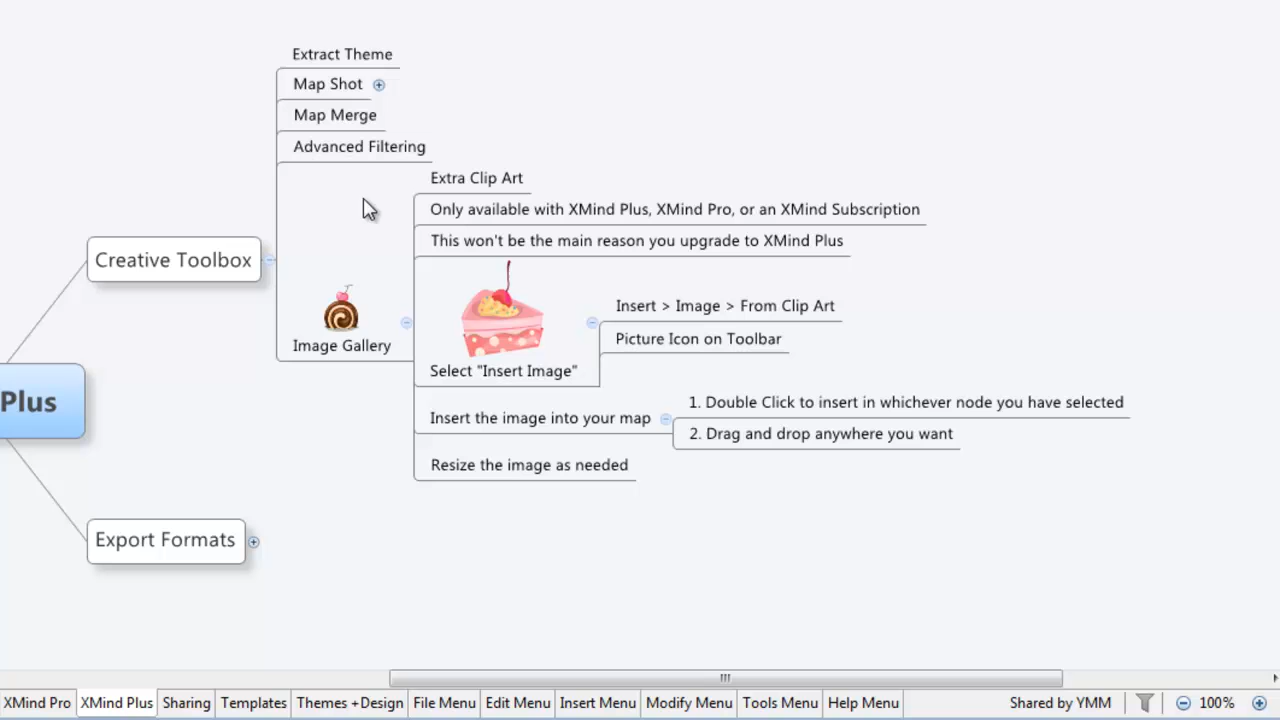 Extract Theme
Map Shot
Map Merge
Advanced Filtering
Extra Clip Art
Only available with XMind Plus, XMind Pro, or an XMind Subscription
This won't be the main reason you upgrade to XMind Plus
Creative Toolbox
Insert > Image > From Clip Art
Picture Icon on Toolbar
Image Gallery
Select "Insert Image"
Plus
1. Double Click to insert in whichever node you have selected
Insert the image into your map
2. Drag and drop anywhere you want
Resize the image as needed
Export Formats
XMind Pro XMind Plus Sharing Templates Themes +Design File Menu Edit Menu Insert Menu Modify Menu Tools Menu Help Menu Shared by YMM 100%